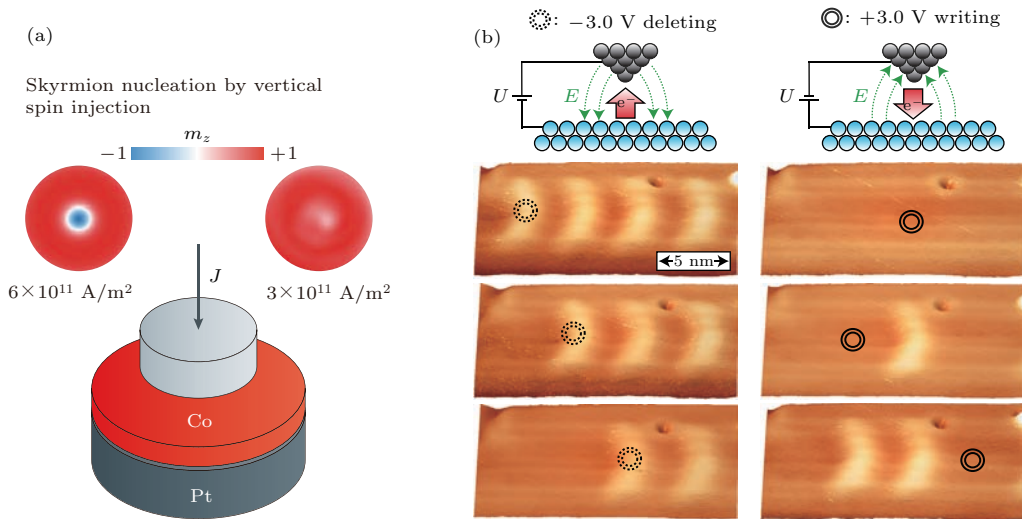 (a)
Skyrmion nucleation by vertical
spin injection
m_z
−1 +1
6×10¹¹ A/m²
3×10¹¹ A/m²
J
Co
Pt
(b)
: −3.0 V deleting
: +3.0 V writing
U
E
e−
U
E
e−
5 nm